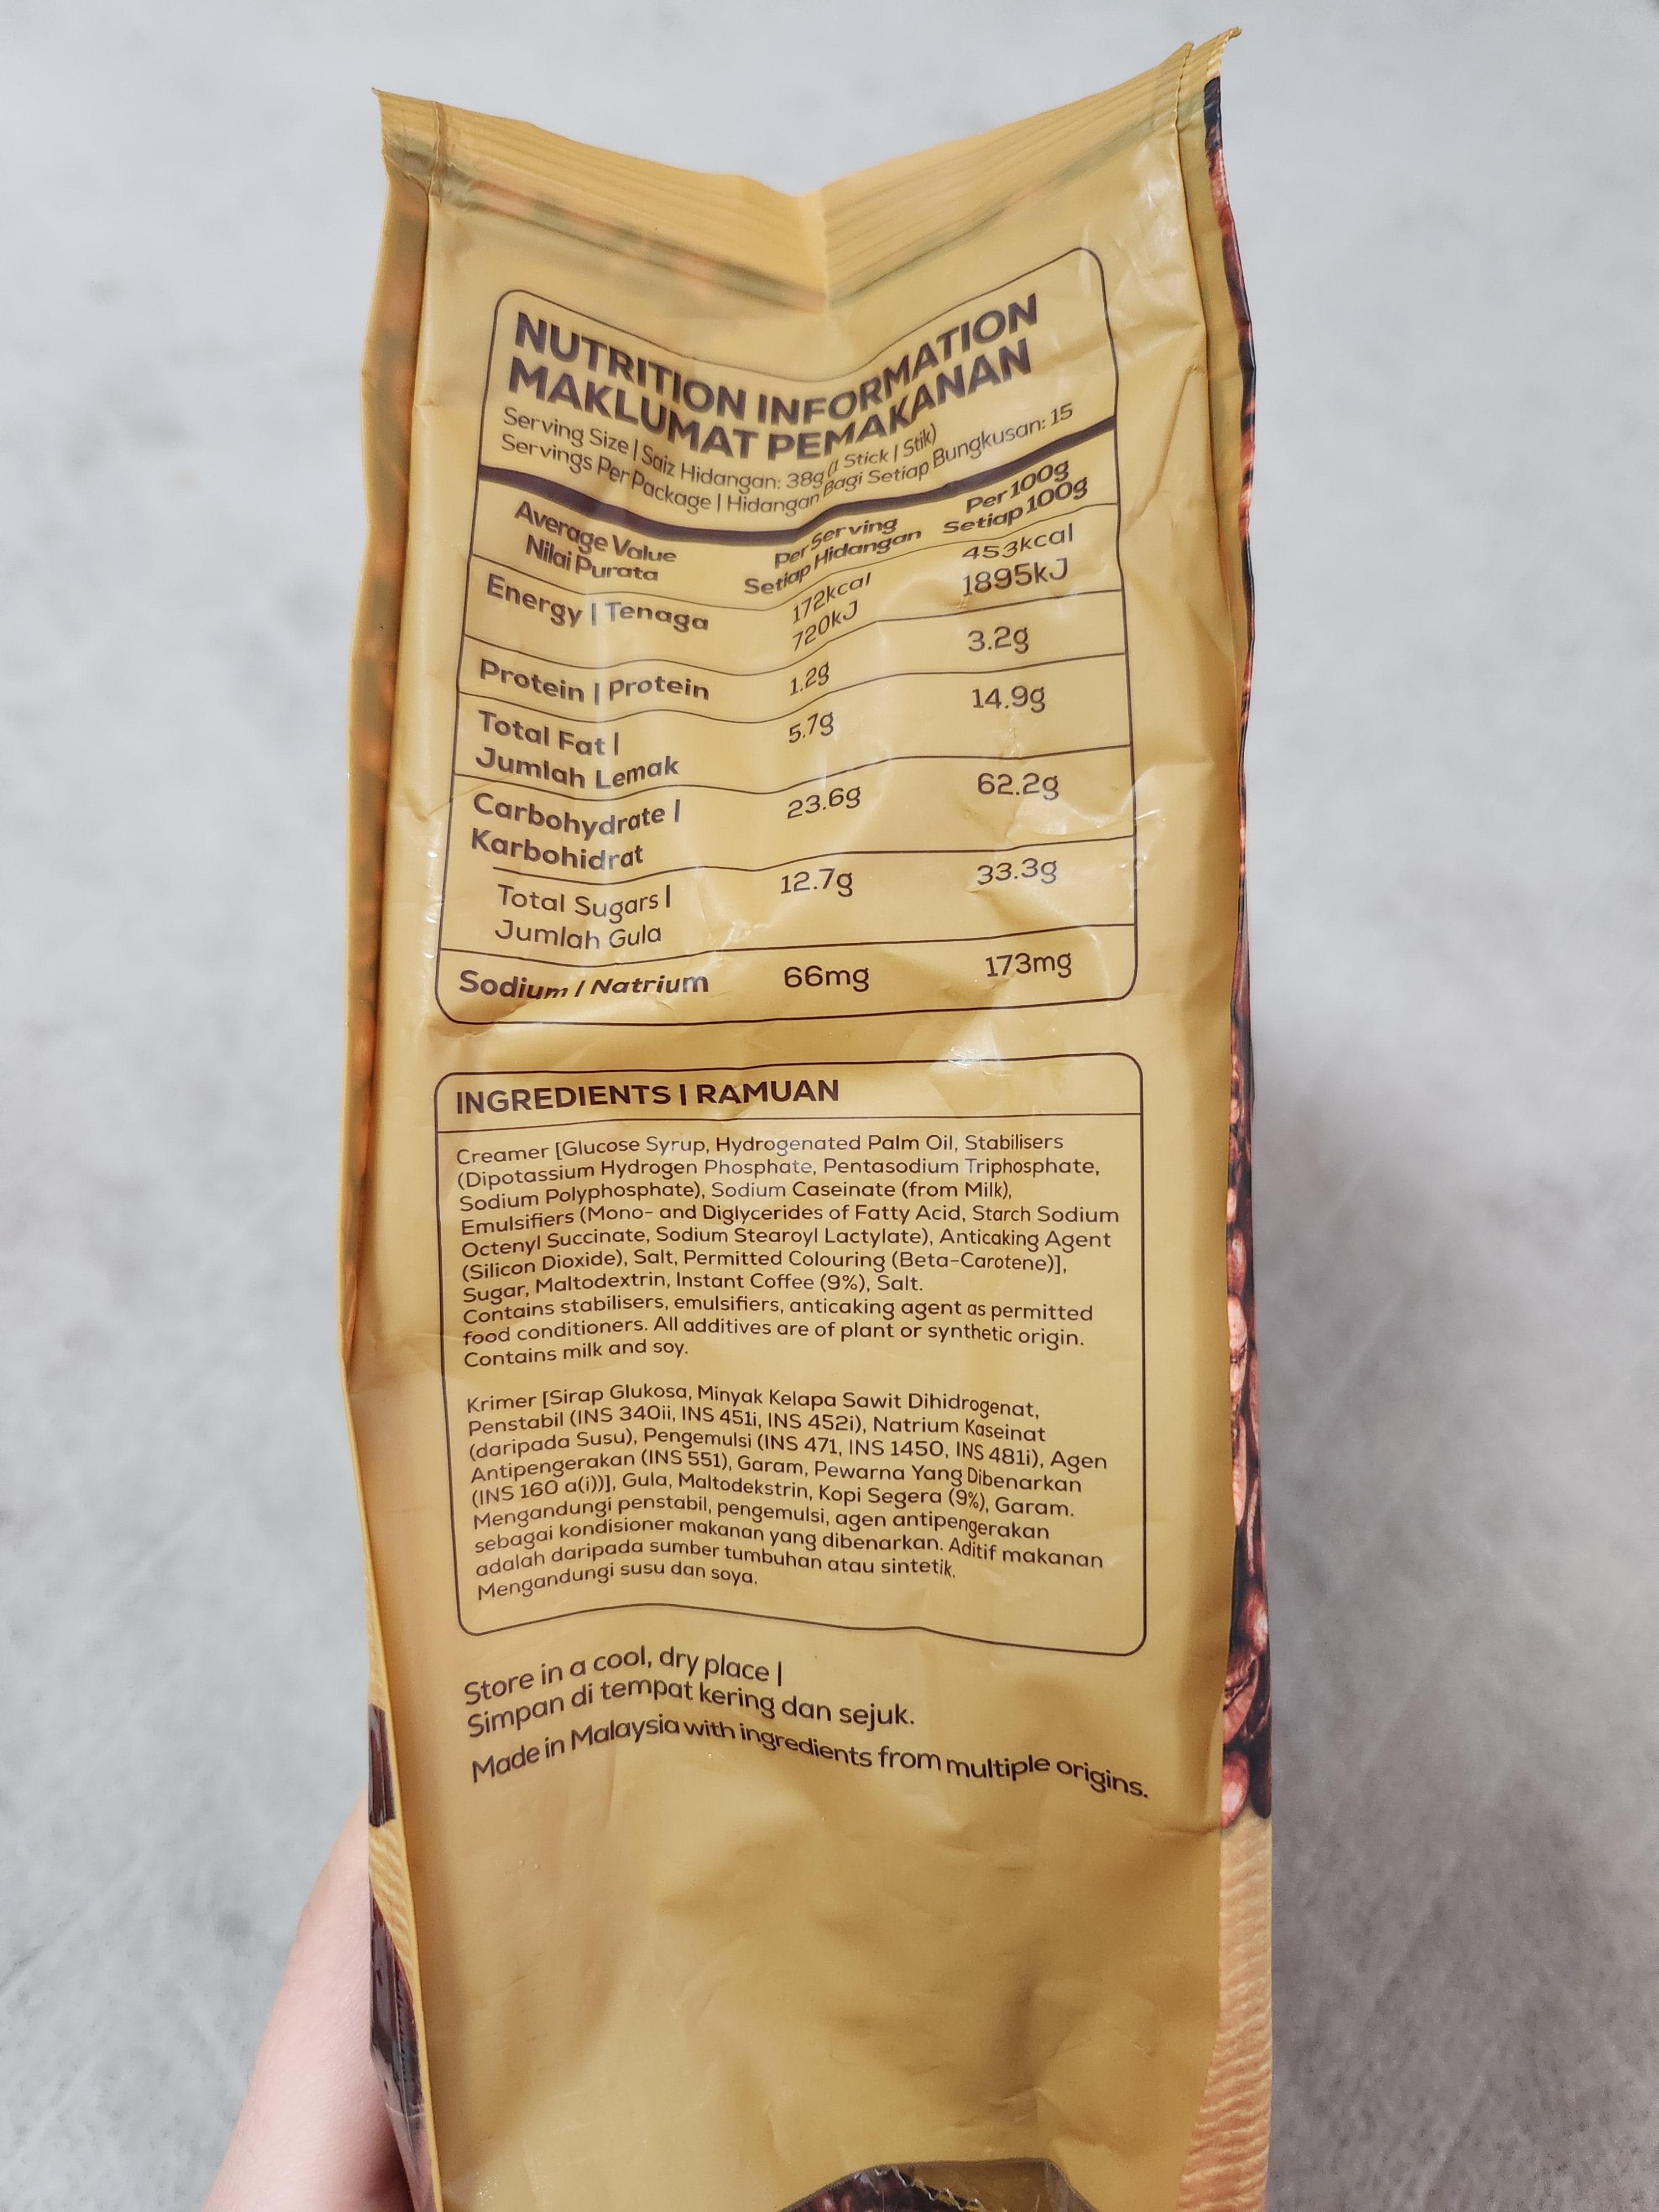 NUTRITION INFORMATION
MAKLUMAT PEMAKANAN
Serving Size | Saiz Hidangan: 38g (1 Stick | Stik)
Servings Per Package | Hidangan Bagi Setiap Bungkusan: 15
Average Value Per Serving Per 100g
Nilai Purata Setiap Hidangan Setiap 100g
Energy | Tenaga 172kcal 453kcal
720kJ 1895kJ
Protein | Protein 1.2g 3.2g
Total Fat | 5.7g 14.9g
Jumlah Lemak
Carbohydrate | 23.6g 62.2g
Karbohidrat
Total Sugars | 12.7g 33.3g
Jumlah Gula
Sodium / Natrium 66mg 173mg
INGREDIENTS | RAMUAN
Creamer [Glucose Syrup, Hydrogenated Palm Oil, Stabilisers
(Dipotassium Hydrogen Phosphate, Pentasodium Triphosphate,
Sodium Polyphosphate), Sodium Caseinate (from Milk),
Emulsifiers (Mono- and Diglycerides of Fatty Acid, Starch Sodium
Octenyl Succinate, Sodium Stearoyl Lactylate), Anticaking Agent
(Silicon Dioxide), Salt, Permitted Colouring (Beta-Carotene)],
Sugar, Maltodextrin, Instant Coffee (9%), Salt.
Contains stabilisers, emulsifiers, anticaking agent as permitted
food conditioners. All additives are of plant or synthetic origin.
Contains milk and soy.
Krimer [Sirap Glukosa, Minyak Kelapa Sawit Dihidrogenat,
Penstabil (INS 340ii, INS 451i, INS 452i), Natrium Kaseinat
(daripada Susu), Pengemulsi (INS 471, INS 1450, INS 481i), Agen
Antipengerakan (INS 551), Garam, Pewarna Yang Dibenarkan
(INS 160 a(i))], Gula, Maltodekstrin, Kopi Segera (9%), Garam.
Mengandungi penstabil, pengemulsi, agen antipengerakan
sebagai kondisioner makanan yang dibenarkan. Aditif makanan
adalah daripada sumber tumbuhan atau sintetik.
Mengandungi susu dan soya.
Store in a cool, dry place |
Simpan di tempat kering dan sejuk.
Made in Malaysia with ingredients from multiple origins.